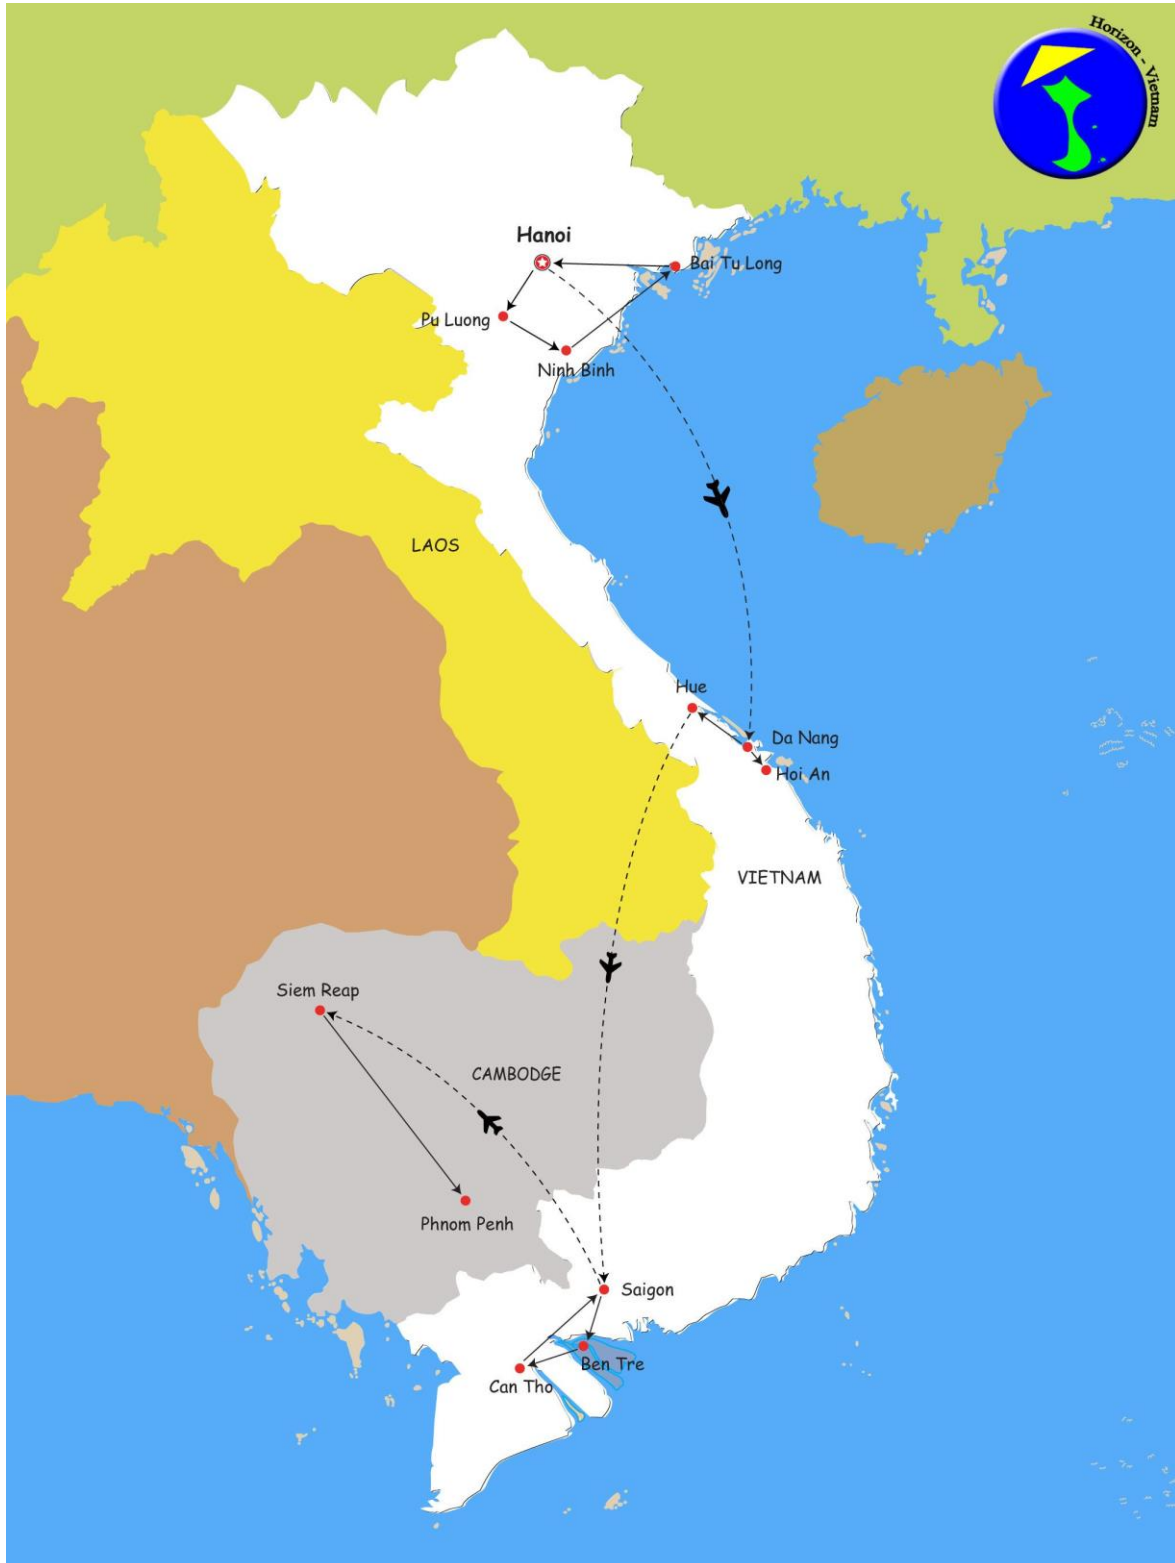 Horizon - Vietnam
Hanoi
Bai Tu Long
Pu Luong
Ninh Binh
LAOS
Hue
Da Nang
Hoi An
VIETNAM
Siem Reap
CAMBODGE
Phnom Penh
Saigon
Ben Tre
Can Tho